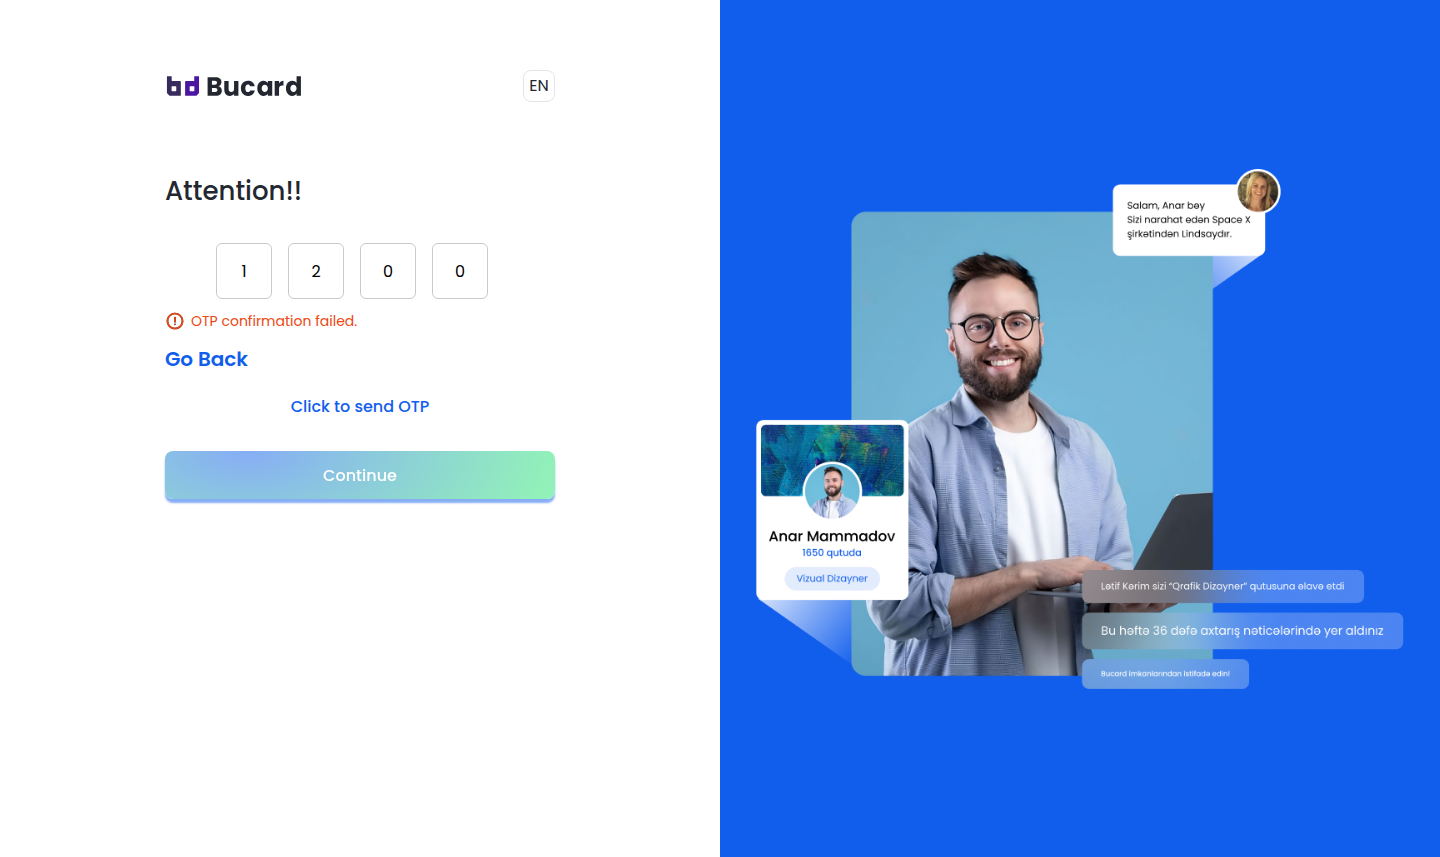 Bucard
EN
Attention!!
1 2 0 0
OTP confirmation failed.
Go Back
Click to send OTP
Continue
Salam, Anar bəy
Sizi narahat edən Space X
şirkətindən Lindsaydır.
Anar Mammadov
1650 qutuda
Vizual Dizayner
Lətif Kərim sizi “Qrafik Dizayner” qutusuna əlavə etdi
Bu həftə 36 dəfə axtarış nəticələrində yer aldınız
Bucard imkanlarından istifadə edin!